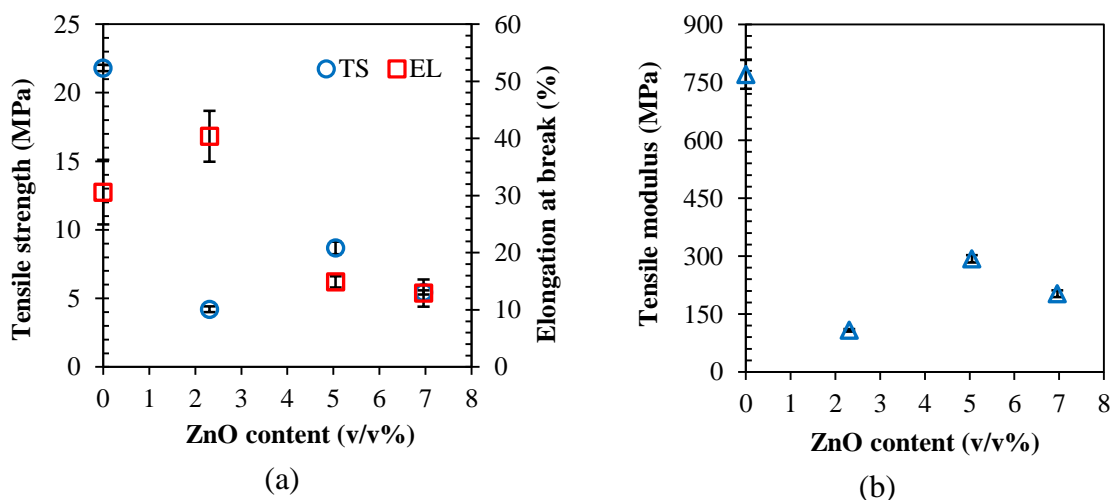 Tensile strength (MPa)
25
20
15
10
5
0
TS EL
60
50
40
30
20
10
0
Elongation at break (%)
0 1 2 3 4 5 6 7 8
ZnO content (v/v%)
(a)
Tensile modulus (MPa)
900
750
600
450
300
150
0
0 1 2 3 4 5 6 7 8
ZnO content (v/v%)
(b)